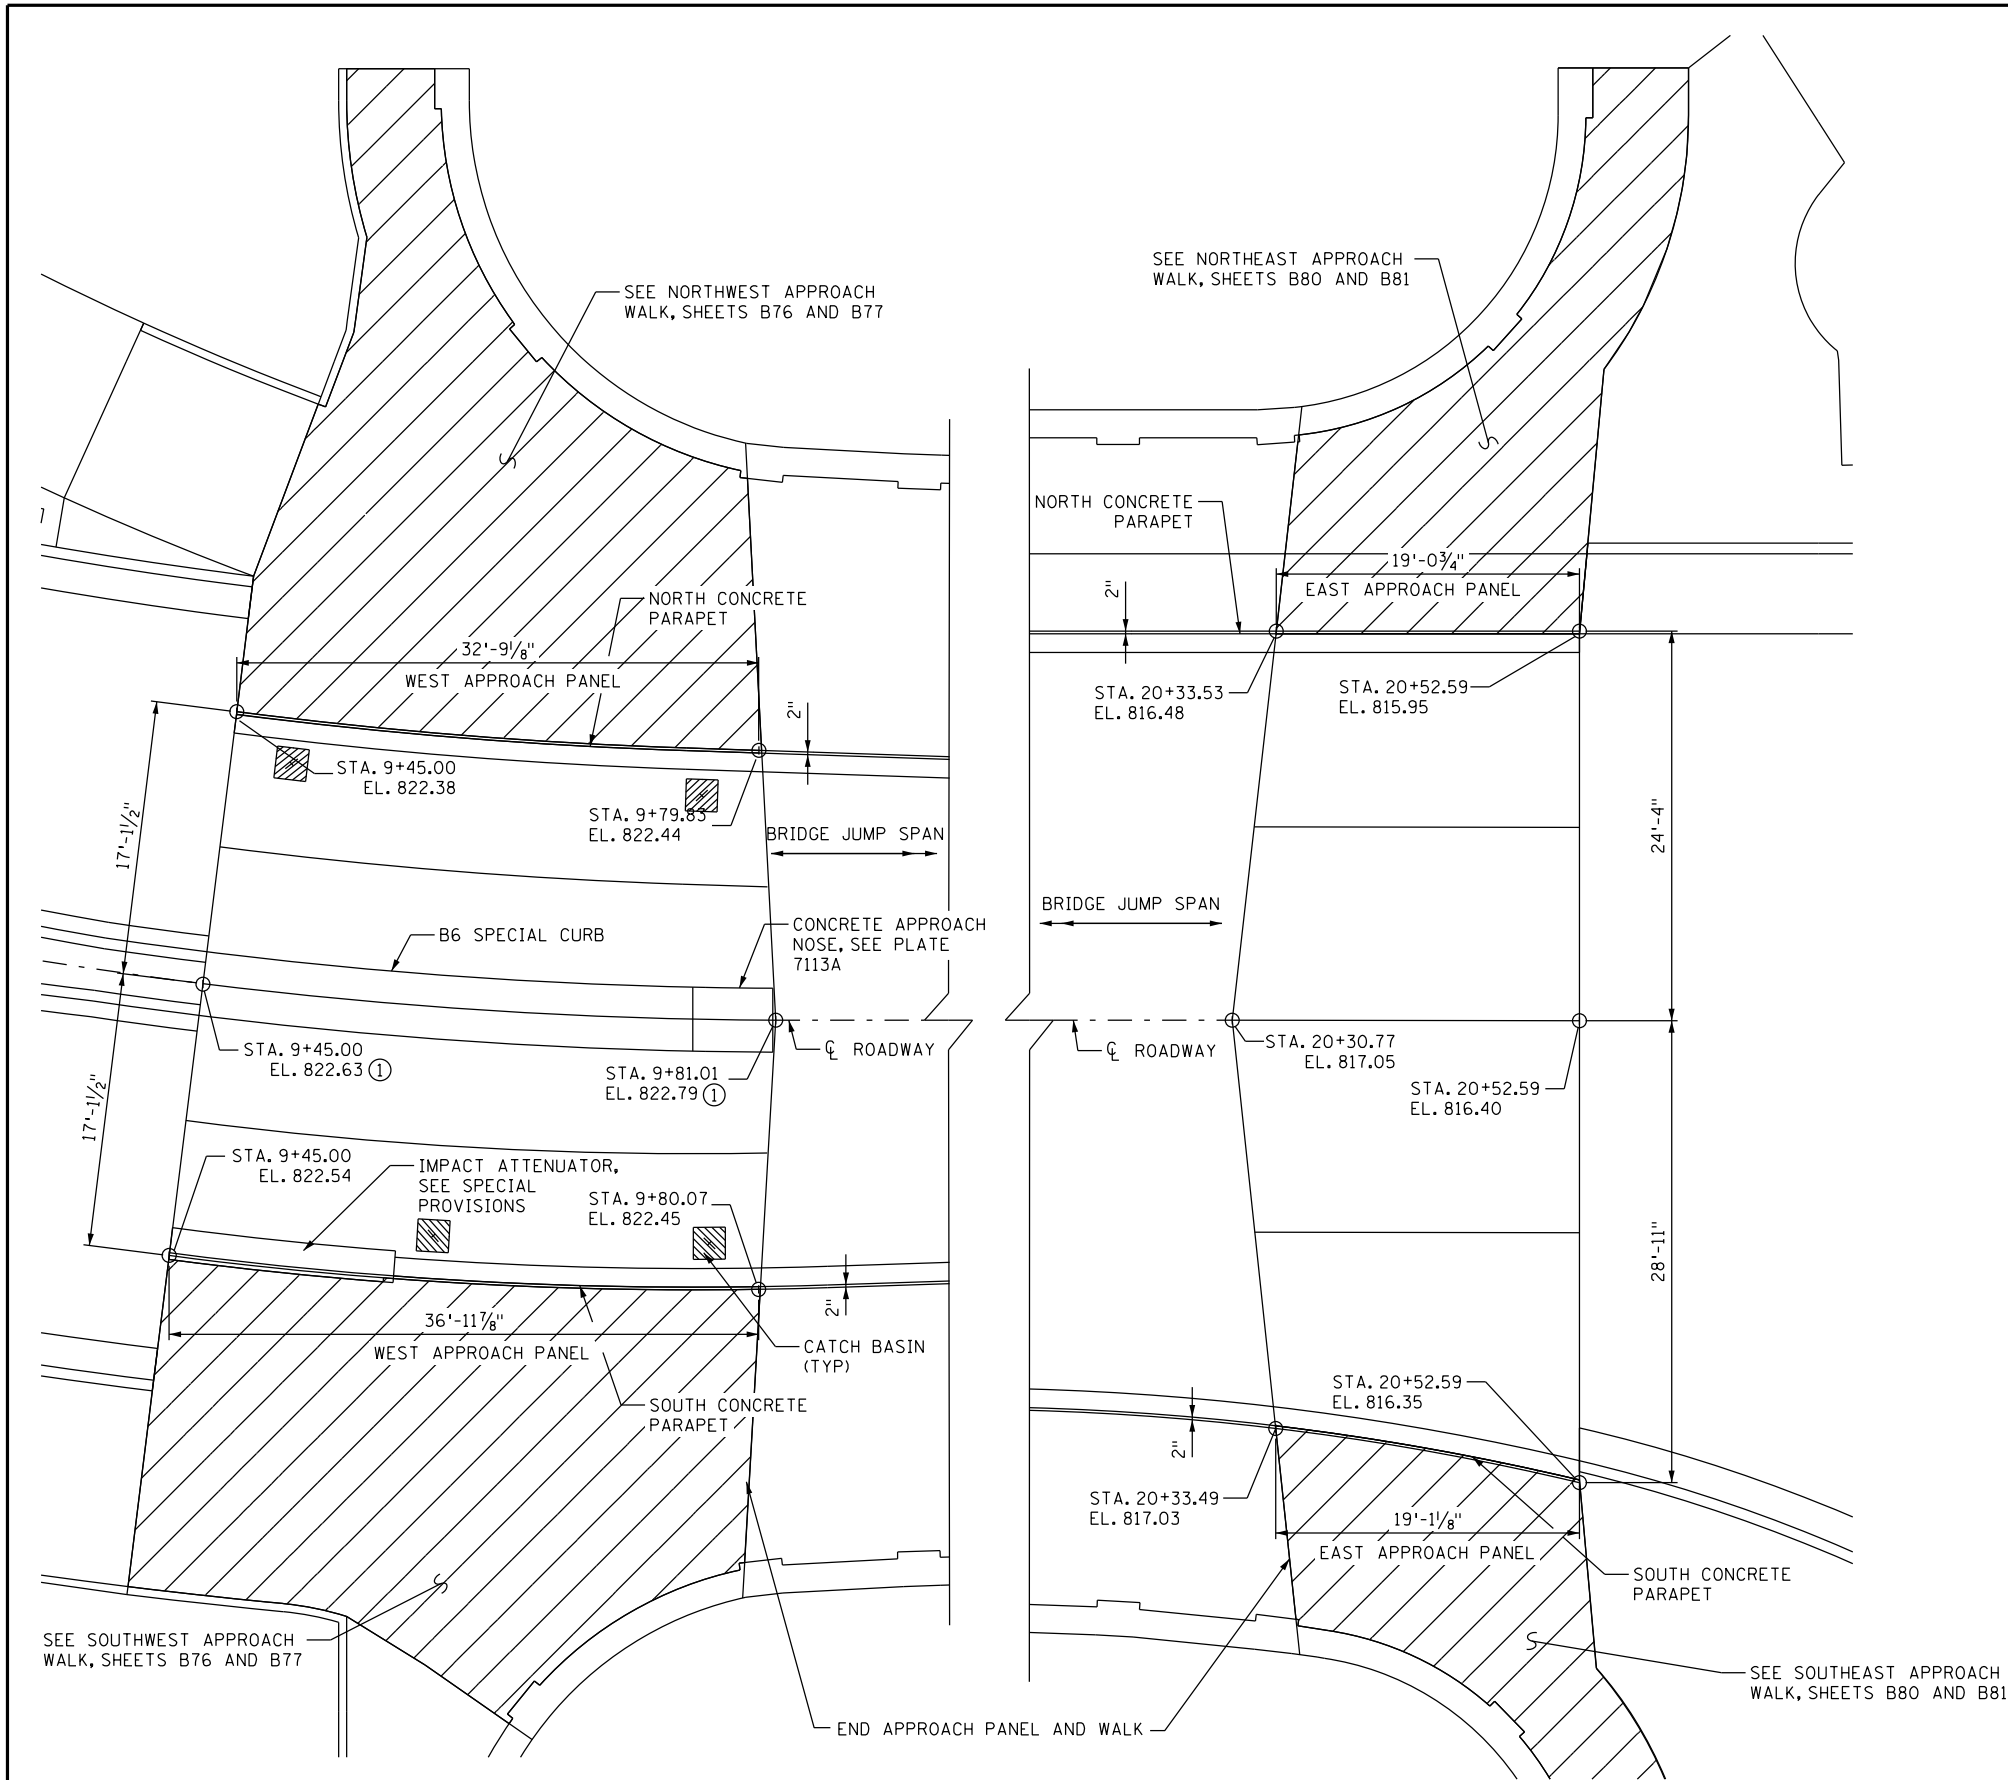 SEE NORTHWEST APPROACH
WALK, SHEETS B76 AND B77
SEE NORTHEAST APPROACH
WALK, SHEETS B80 AND B81
NORTH CONCRETE
PARAPET
19'-0¾"
EAST APPROACH PANEL
2"
NORTH CONCRETE
PARAPET
32'-9⅛"
WEST APPROACH PANEL
2"
STA. 20+33.53
EL. 816.48
STA. 20+52.59
EL. 815.95
STA. 9+45.00
EL. 822.38
STA. 9+79.83
EL. 822.44
17'-1½"
24'-4"
BRIDGE JUMP SPAN
BRIDGE JUMP SPAN
B6 SPECIAL CURB
CONCRETE APPROACH
NOSE, SEE PLATE
7113A
STA. 9+45.00
EL. 822.63 ①
STA. 9+81.01
EL. 822.79 ①
℄ ROADWAY
℄ ROADWAY
STA. 20+30.77
EL. 817.05
STA. 20+52.59
EL. 816.40
17'-1½"
28'-11"
STA. 9+45.00
EL. 822.54
IMPACT ATTENUATOR,
SEE SPECIAL
PROVISIONS
STA. 9+80.07
EL. 822.45
2"
36'-11⅞"
WEST APPROACH PANEL
CATCH BASIN
(TYP)
SOUTH CONCRETE
PARAPET
STA. 20+52.59
EL. 816.35
2"
STA. 20+33.49
EL. 817.03
19'-1⅛"
EAST APPROACH PANEL
SOUTH CONCRETE
PARAPET
SEE SOUTHWEST APPROACH
WALK, SHEETS B76 AND B77
SEE SOUTHEAST APPROACH
WALK, SHEETS B80 AND B81
END APPROACH PANEL AND WALK